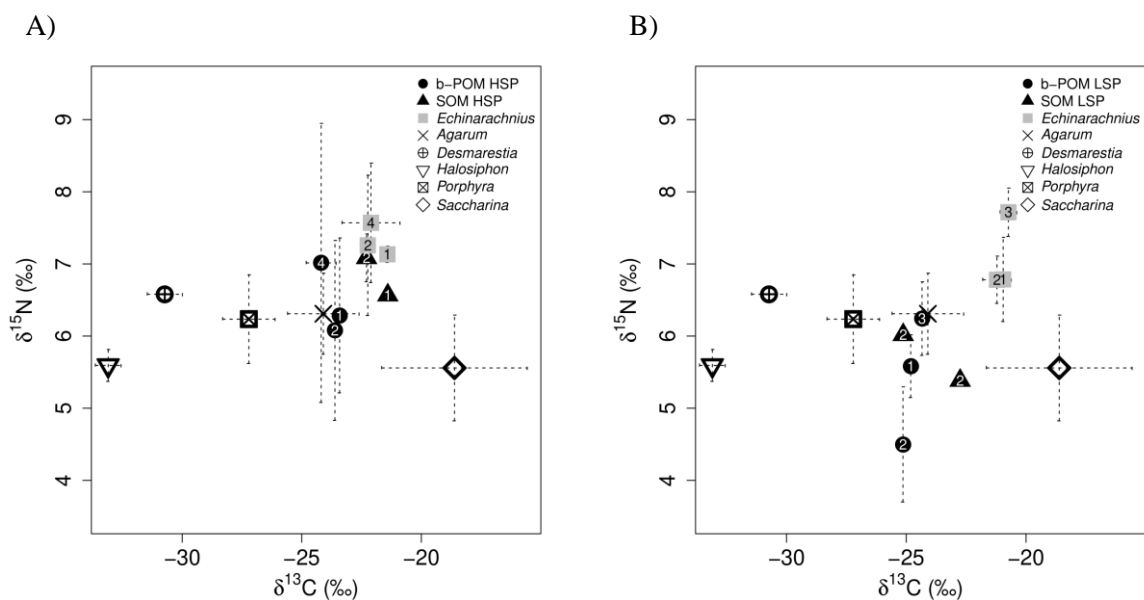 A)
b−POM HSP
SOM HSP
Echinarachnius
Agarum
Desmarestia
Halosiphon
Porphyra
Saccharina
9
8
7
6
5
4
δ15N (‰)
4
2
1
2
1
4
1
2
−30
−25
−20
δ13C (‰)
B)
b−POM LSP
SOM LSP
Echinarachnius
Agarum
Desmarestia
Halosiphon
Porphyra
Saccharina
9
8
7
6
5
4
δ15N (‰)
3
21
3
2
1
2
2
−30
−25
−20
δ13C (‰)